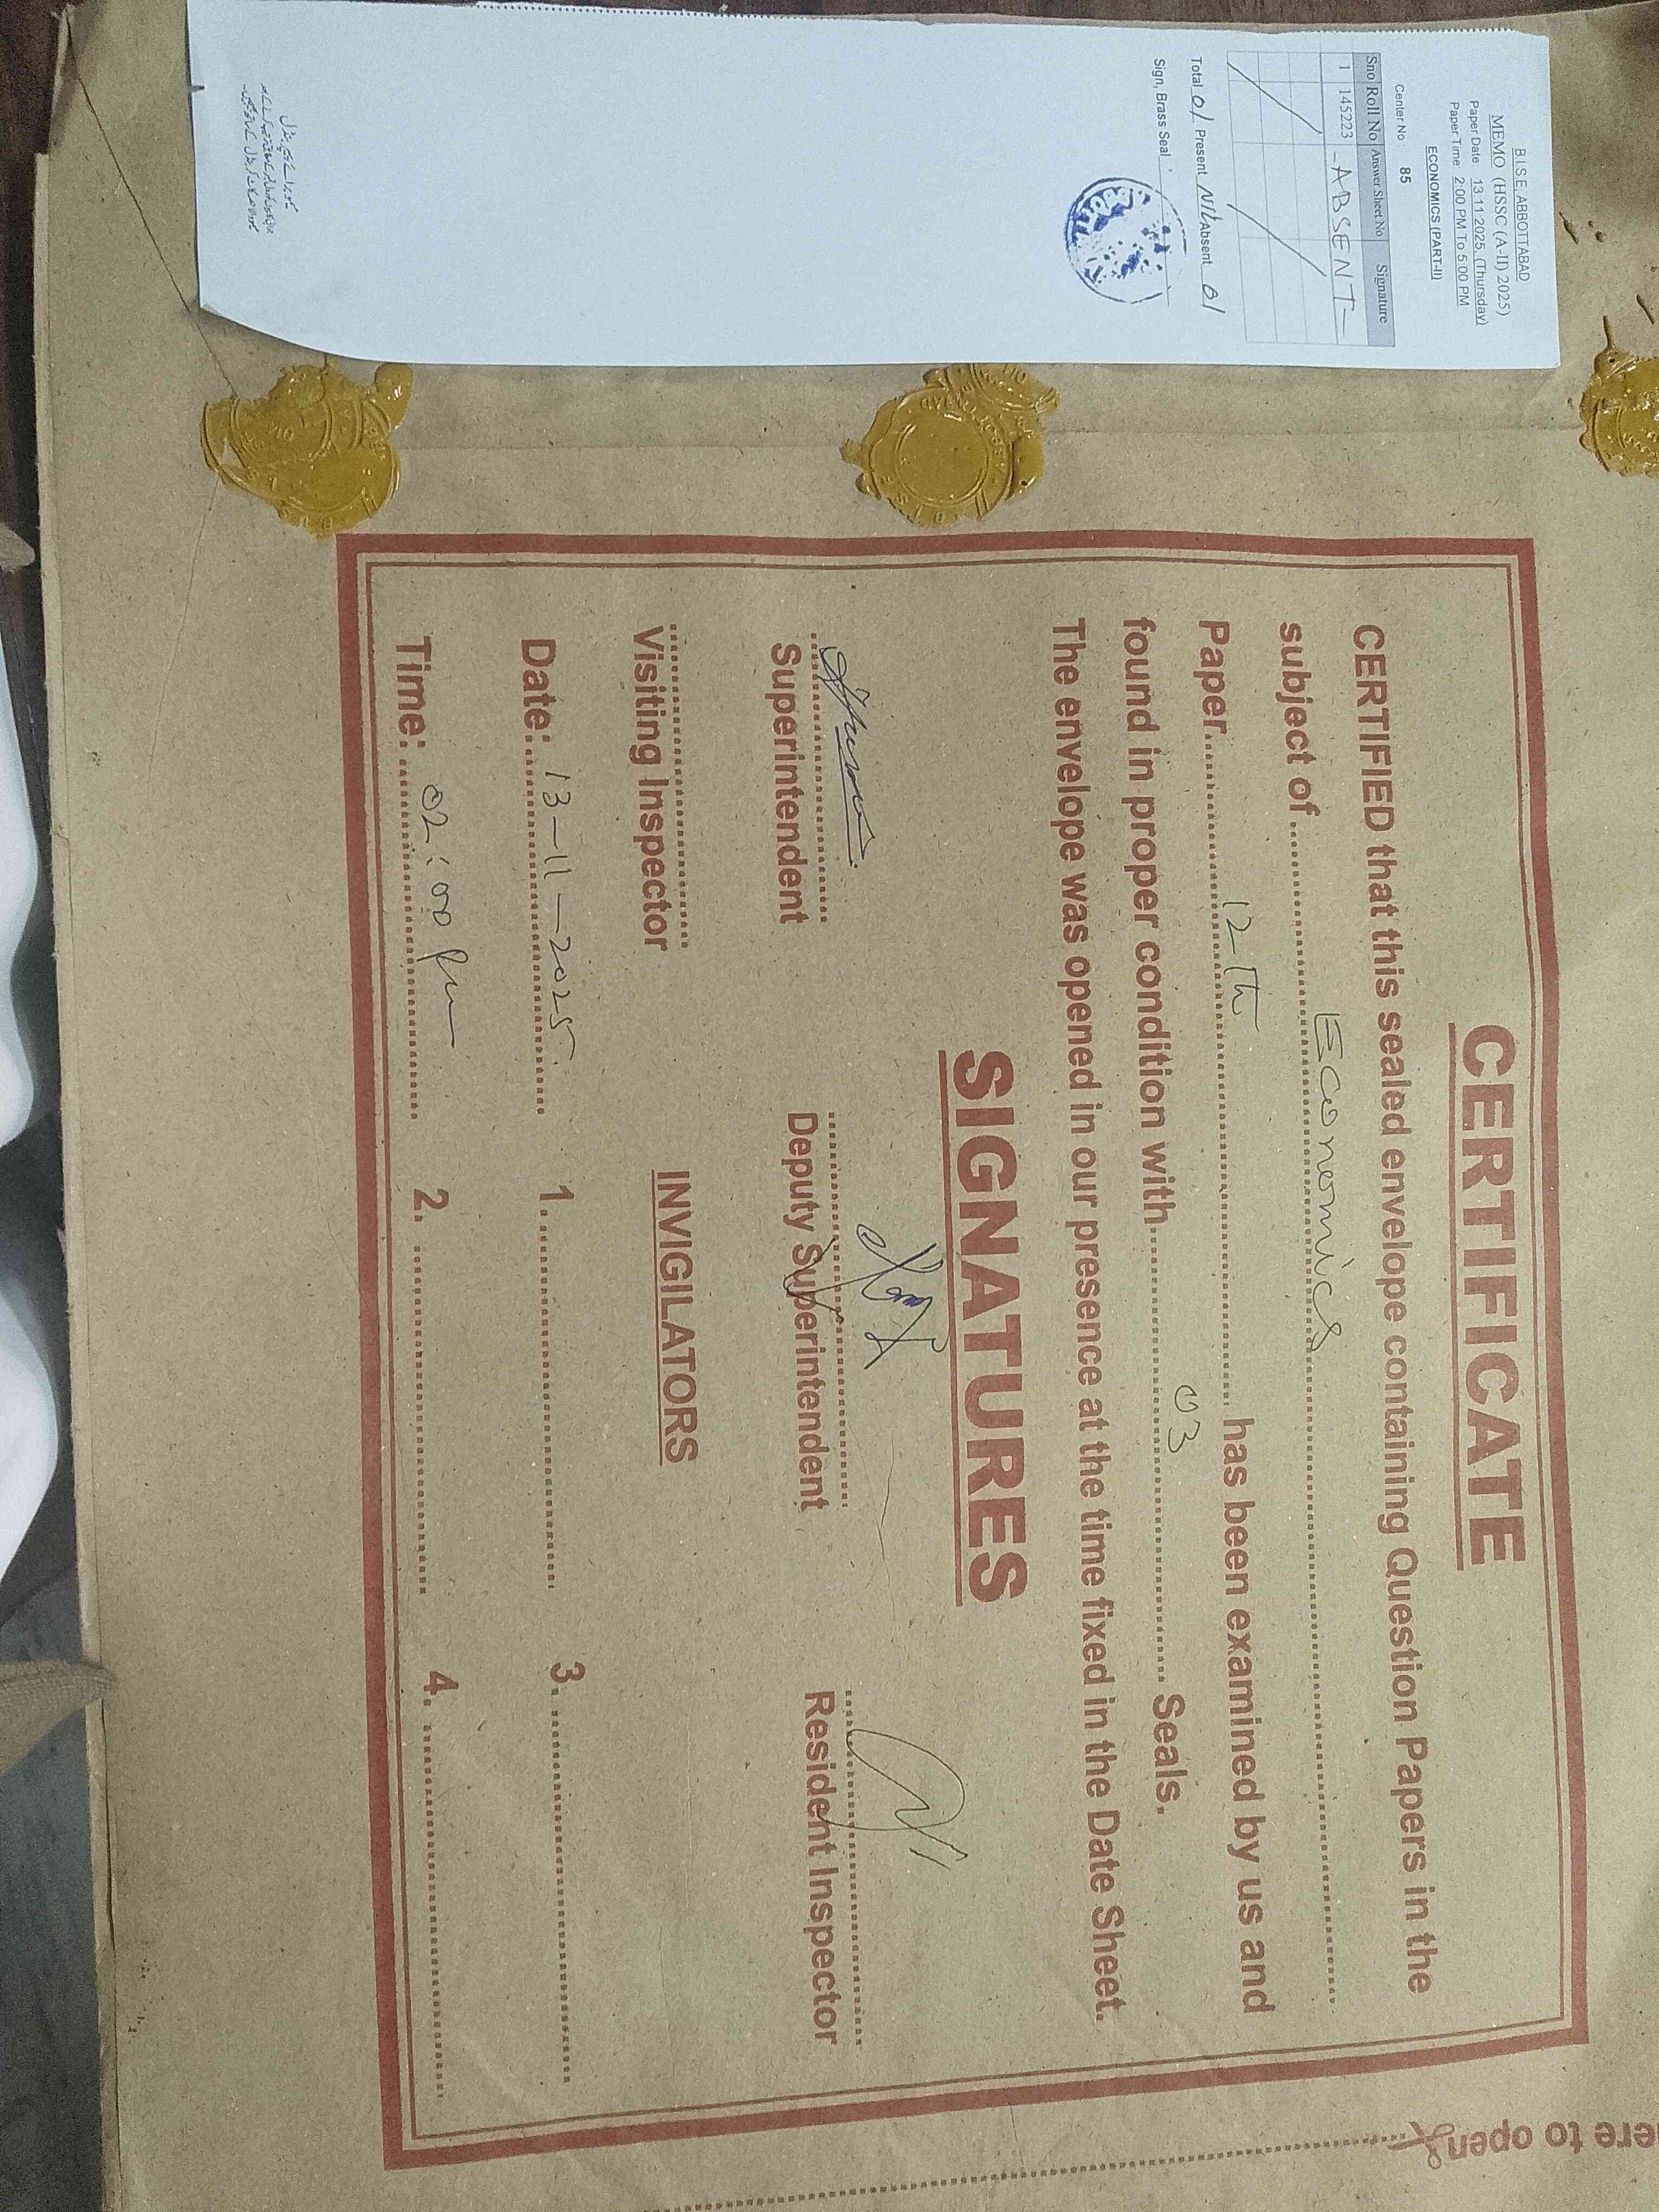 B.I.S.E, ABBOTTABAD
MEMO (HSSC (A-II) 2025)
Paper Date 13.11.2025, (Thursday)
Paper Time 2:00 PM To 5:00 PM
ECONOMICS (PART-II)
Center No 85
Sno Roll No Answer Sheet No Signature
1 145223 -ABSENT-
Total 01 Present NIL Absent 01
Sign, Brass Seal
CERTIFICATE
CERTIFIED that this sealed envelope containing Question Papers in the
subject of Economics
Paper 12th has been examined by us and
found in proper condition with 03 Seals.
The envelope was opened in our presence at the time fixed in the Date Sheet.
SIGNATURES
Superintendent Deputy Superintendent Resident Inspector
Visiting Inspector INVIGILATORS
Date: 13-11-2025 1. 3.
Time: 02:00 pm 2. 4.
ere to open